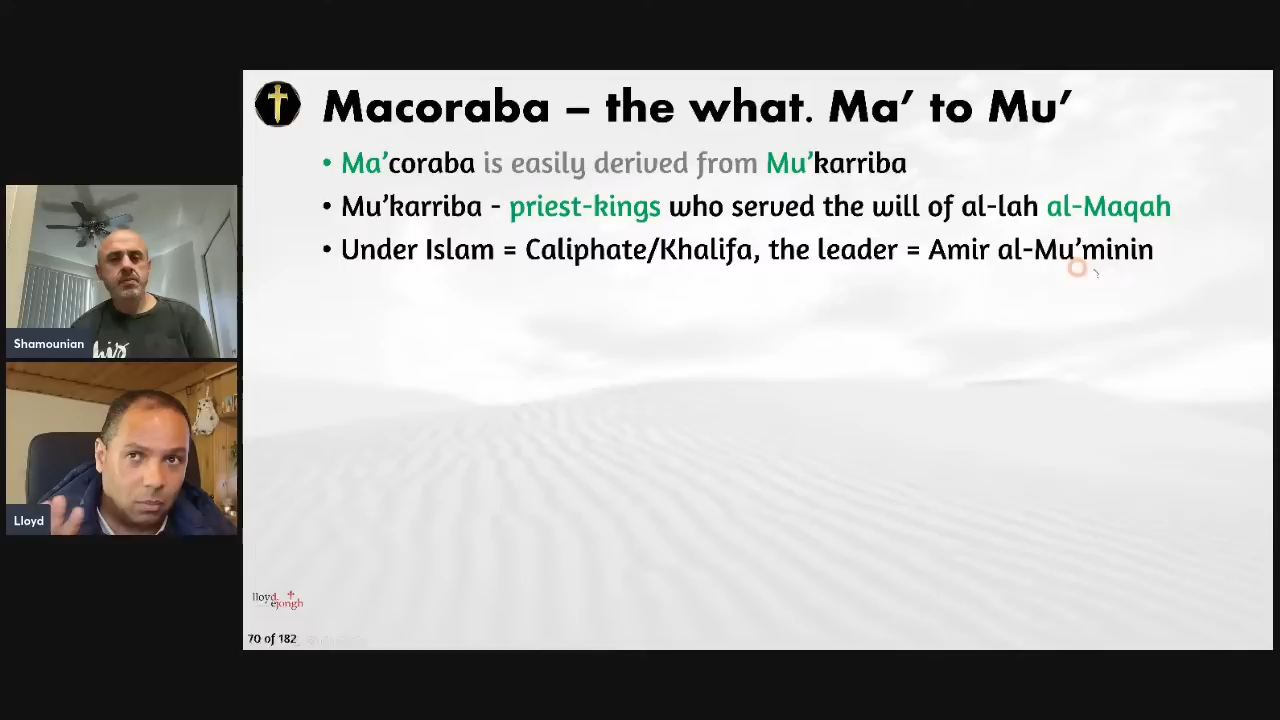 Macoraba – the what. Ma’ to Mu’
• Ma’coraba is easily derived from Mu’karriba
• Mu’karriba - priest-kings who served the will of al-lah al-Maqah
• Under Islam = Caliphate/Khalifa, the leader = Amir al-Mu’minin
Shamounian
his
Lloyd
lloyd
ejongh
70 of 182